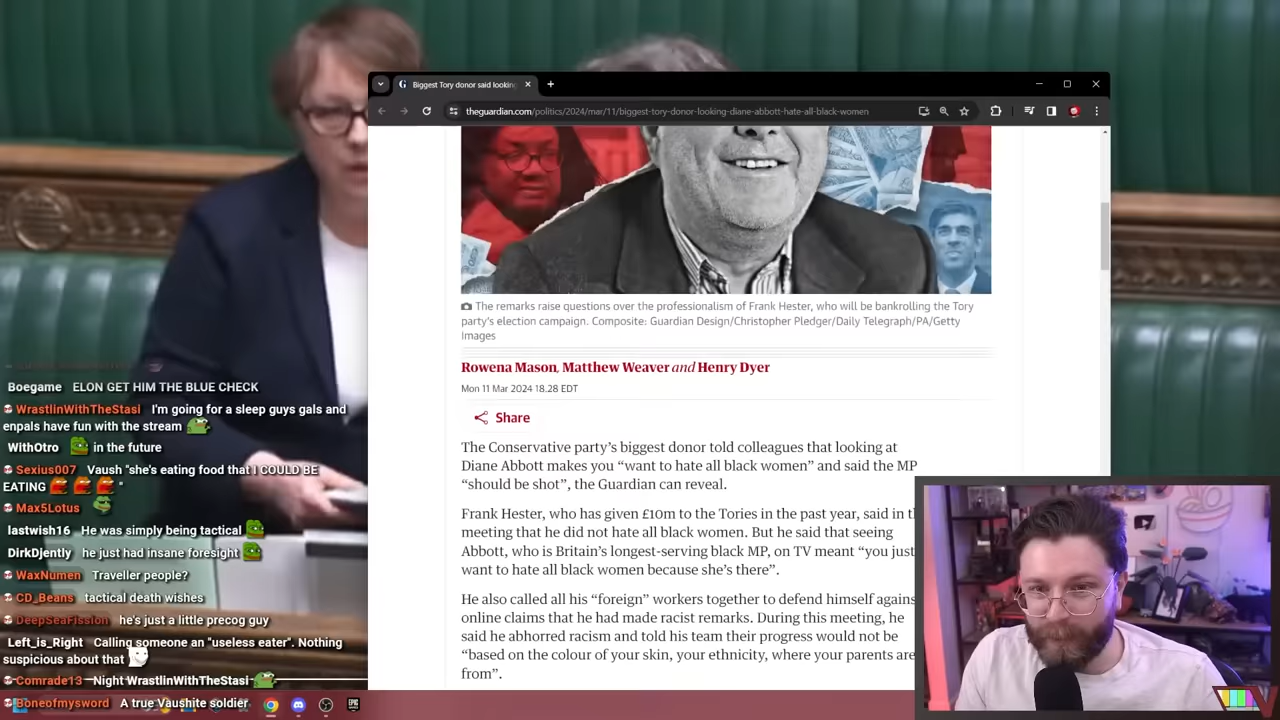 Biggest Tory donor said looking
theguardian.com/politics/2024/mar/11/biggest-tory-donor-looking-diane-abbott-hate-all-black-women
The remarks raise questions over the professionalism of Frank Hester, who will be bankrolling the Tory
party's election campaign. Composite: Guardian Design/Christopher Pledger/Daily Telegraph/PA/Getty
Images
Rowena Mason, Matthew Weaver and Henry Dyer
Mon 11 Mar 2024 18.28 EDT
Share
The Conservative party's biggest donor told colleagues that looking at
Diane Abbott makes you “want to hate all black women” and said the MP
“should be shot”, the Guardian can reveal.
Frank Hester, who has given £10m to the Tories in the past year, said in
meeting that he did not hate all black women. But he said that seeing
Abbott, who is Britain's longest-serving black MP, on TV meant “you just
want to hate all black women because she's there”.
He also called all his “foreign” workers together to defend himself agains
online claims that he had made racist remarks. During this meeting, he
said he abhorred racism and told his team their progress would not be
“based on the colour of your skin, your ethnicity, where your parents are
from”.
Boegame ELON GET HIM THE BLUE CHECK
WrastlinWithTheStasi I'm going for a sleep guys gals and
enpals have fun with the stream
WithOtro in the future
Sexius007 Vaush "she's eating food that I COULD BE
EATING "
Max5Lotus
lastwish16 He was simply being tactical
DirkDjently he just had insane foresight
WaxNumen Traveller people?
CD_Beans tactical death wishes
DeepSeaFission he's just a little precog guy
Left_is_Right Calling someone an "useless eater". Nothing
suspicious about that
Comrade13 Night WrastlinWithTheStasi
Boneofmysword A true Vaushite soldier
EPIC